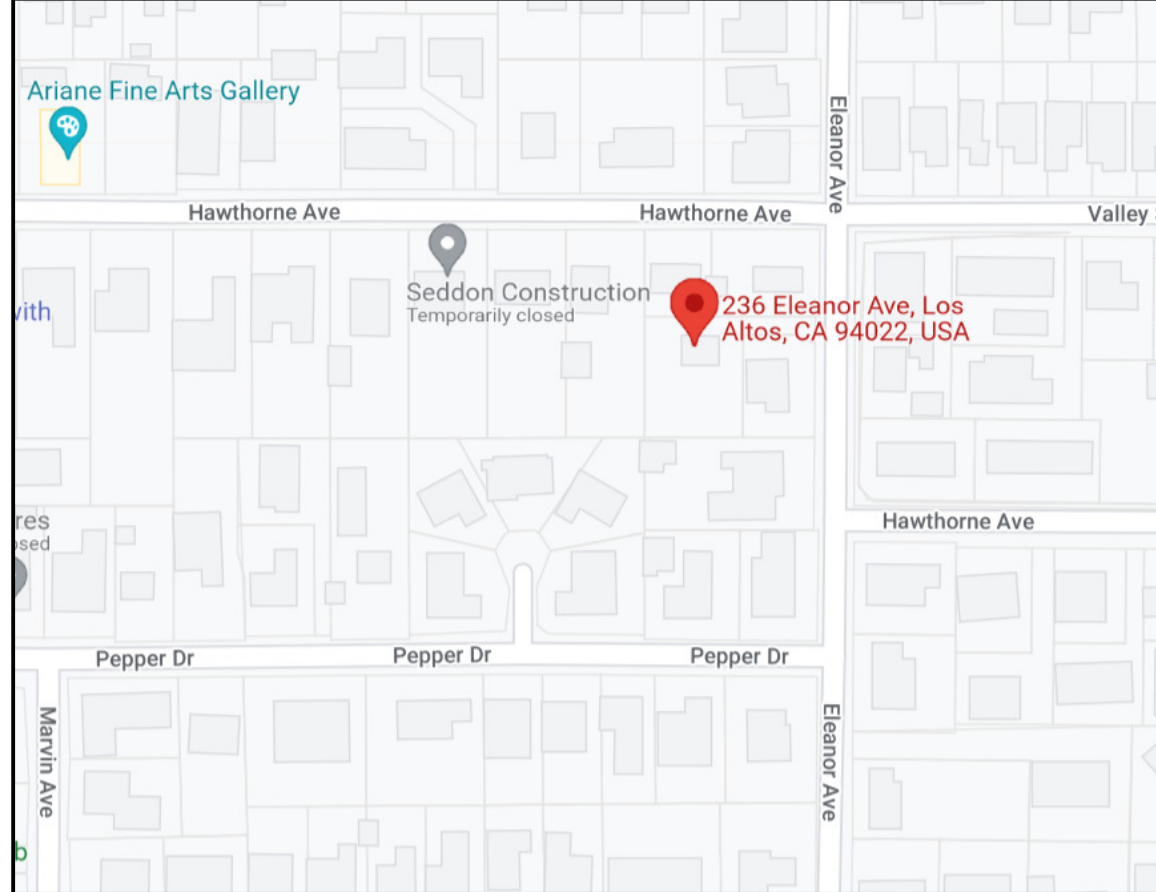 Ariane Fine Arts Gallery
Eleanor Ave
Hawthorne Ave
Hawthorne Ave
Valley
Seddon Construction
Temporarily closed
236 Eleanor Ave, Los
Altos, CA 94022, USA
Hawthorne Ave
Pepper Dr
Pepper Dr
Pepper Dr
Marvin Ave
Eleanor Ave